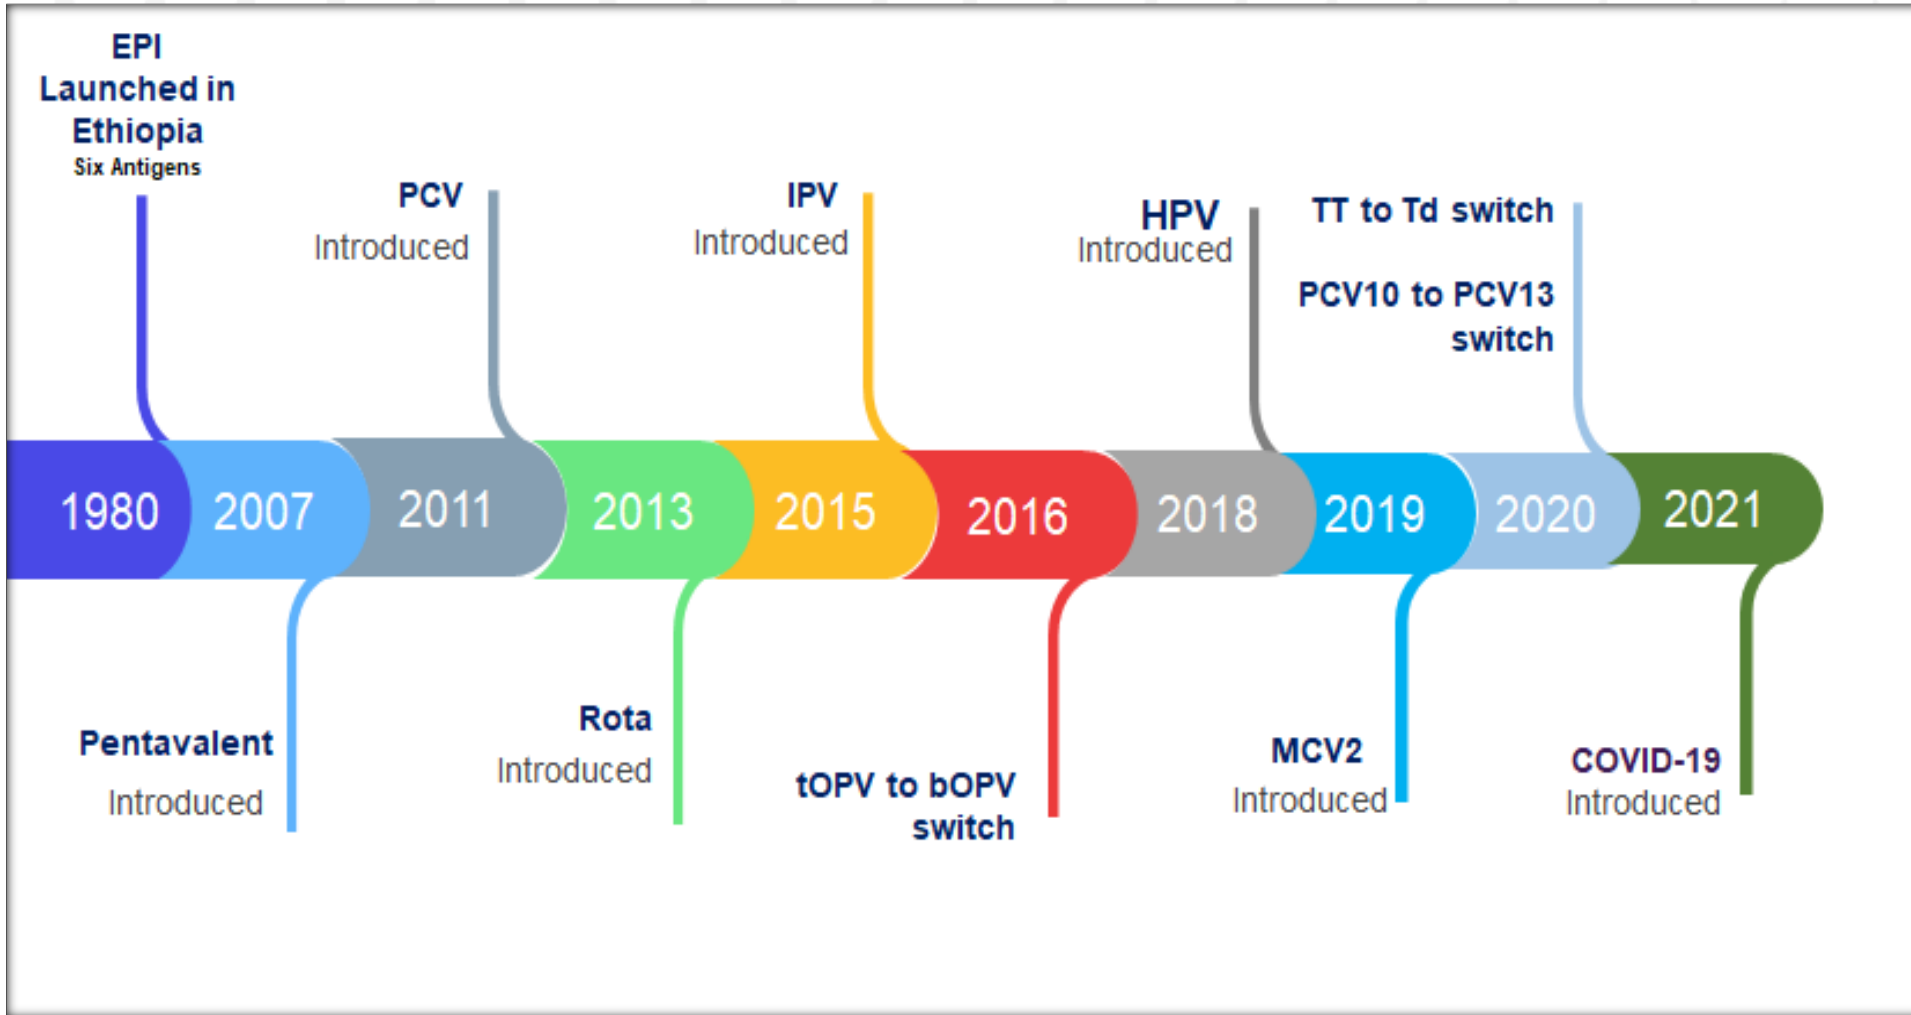 EPI
Launched in
Ethiopia
Six Antigens
PCV
Introduced
IPV
Introduced
HPV
Introduced
TT to Td switch
PCV10 to PCV13
switch
1980
2007
2011
2013
2015
2016
2018
2019
2020
2021
Pentavalent
Introduced
Rota
Introduced
tOPV to bOPV
switch
MCV2
Introduced
COVID-19
Introduced